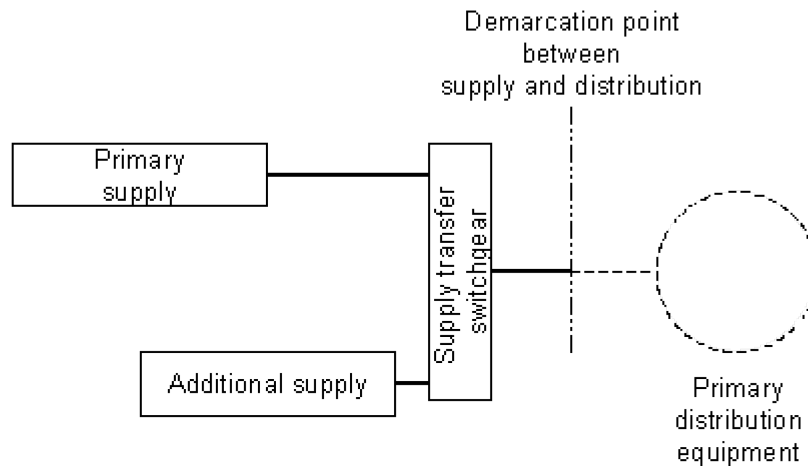 Demarcation point
between
supply and distribution
Primary
supply
Supply transfer
switchgear
Additional supply
Primary
distribution
equipment